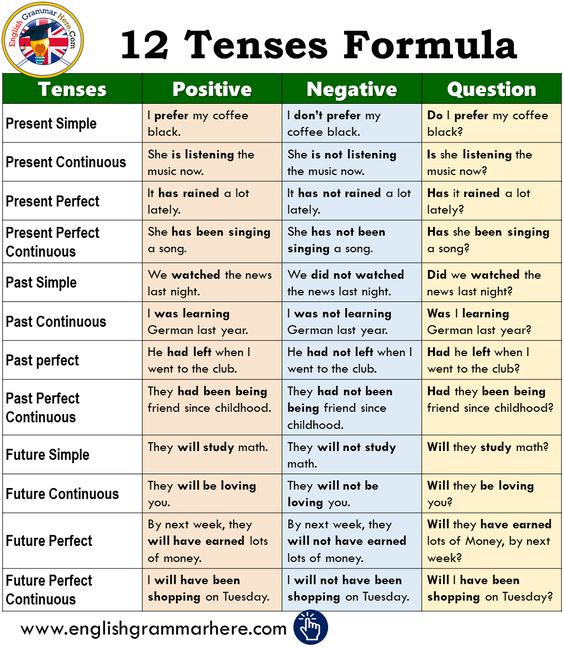 English Grammar Here.Com
12 Tenses Formula
Tenses Positive Negative Question
Present Simple
I prefer my coffee
black.
I don't prefer my
coffee black.
Do I prefer my coffee
black?
Present Continuous
She is listening the
music now.
She is not listening
the music now.
Is she listening the
music now?
Present Perfect
It has rained a lot
lately.
It has not rained a lot
lately.
Has it rained a lot
lately?
Present Perfect
Continuous
She has been singing
a song.
She has not been
singing a song.
Has she been singing
a song?
Past Simple
We watched the news
last night.
We did not watched
the news last night.
Did we watched the
news last night?
Past Continuous
I was learning
German last year.
I was not learning
German last year.
Was I learning
German last year?
Past perfect
He had left when I
went to the club.
He had not left when I
went to the club.
Had he left when I
went to the club?
Past Perfect
Continuous
They had been being
friend since childhood.
They had not been
being friend since
childhood.
Had they been being
friend since childhood?
Future Simple
They will study math.
They will not study
math.
Will they study math?
Future Continuous
They will be loving
you.
They will not be
loving you.
Will they be loving
you?
Future Perfect
By next week, they
will have earned lots
of money.
By next week, they
will not have earned
lots of money.
Will they have earned
lots of Money, by next
week?
Future Perfect
Continuous
I will have been
shopping on Tuesday.
I will not have been
shopping on Tuesday.
Will I have been
shopping on Tuesday?
www.englishgrammarhere.com